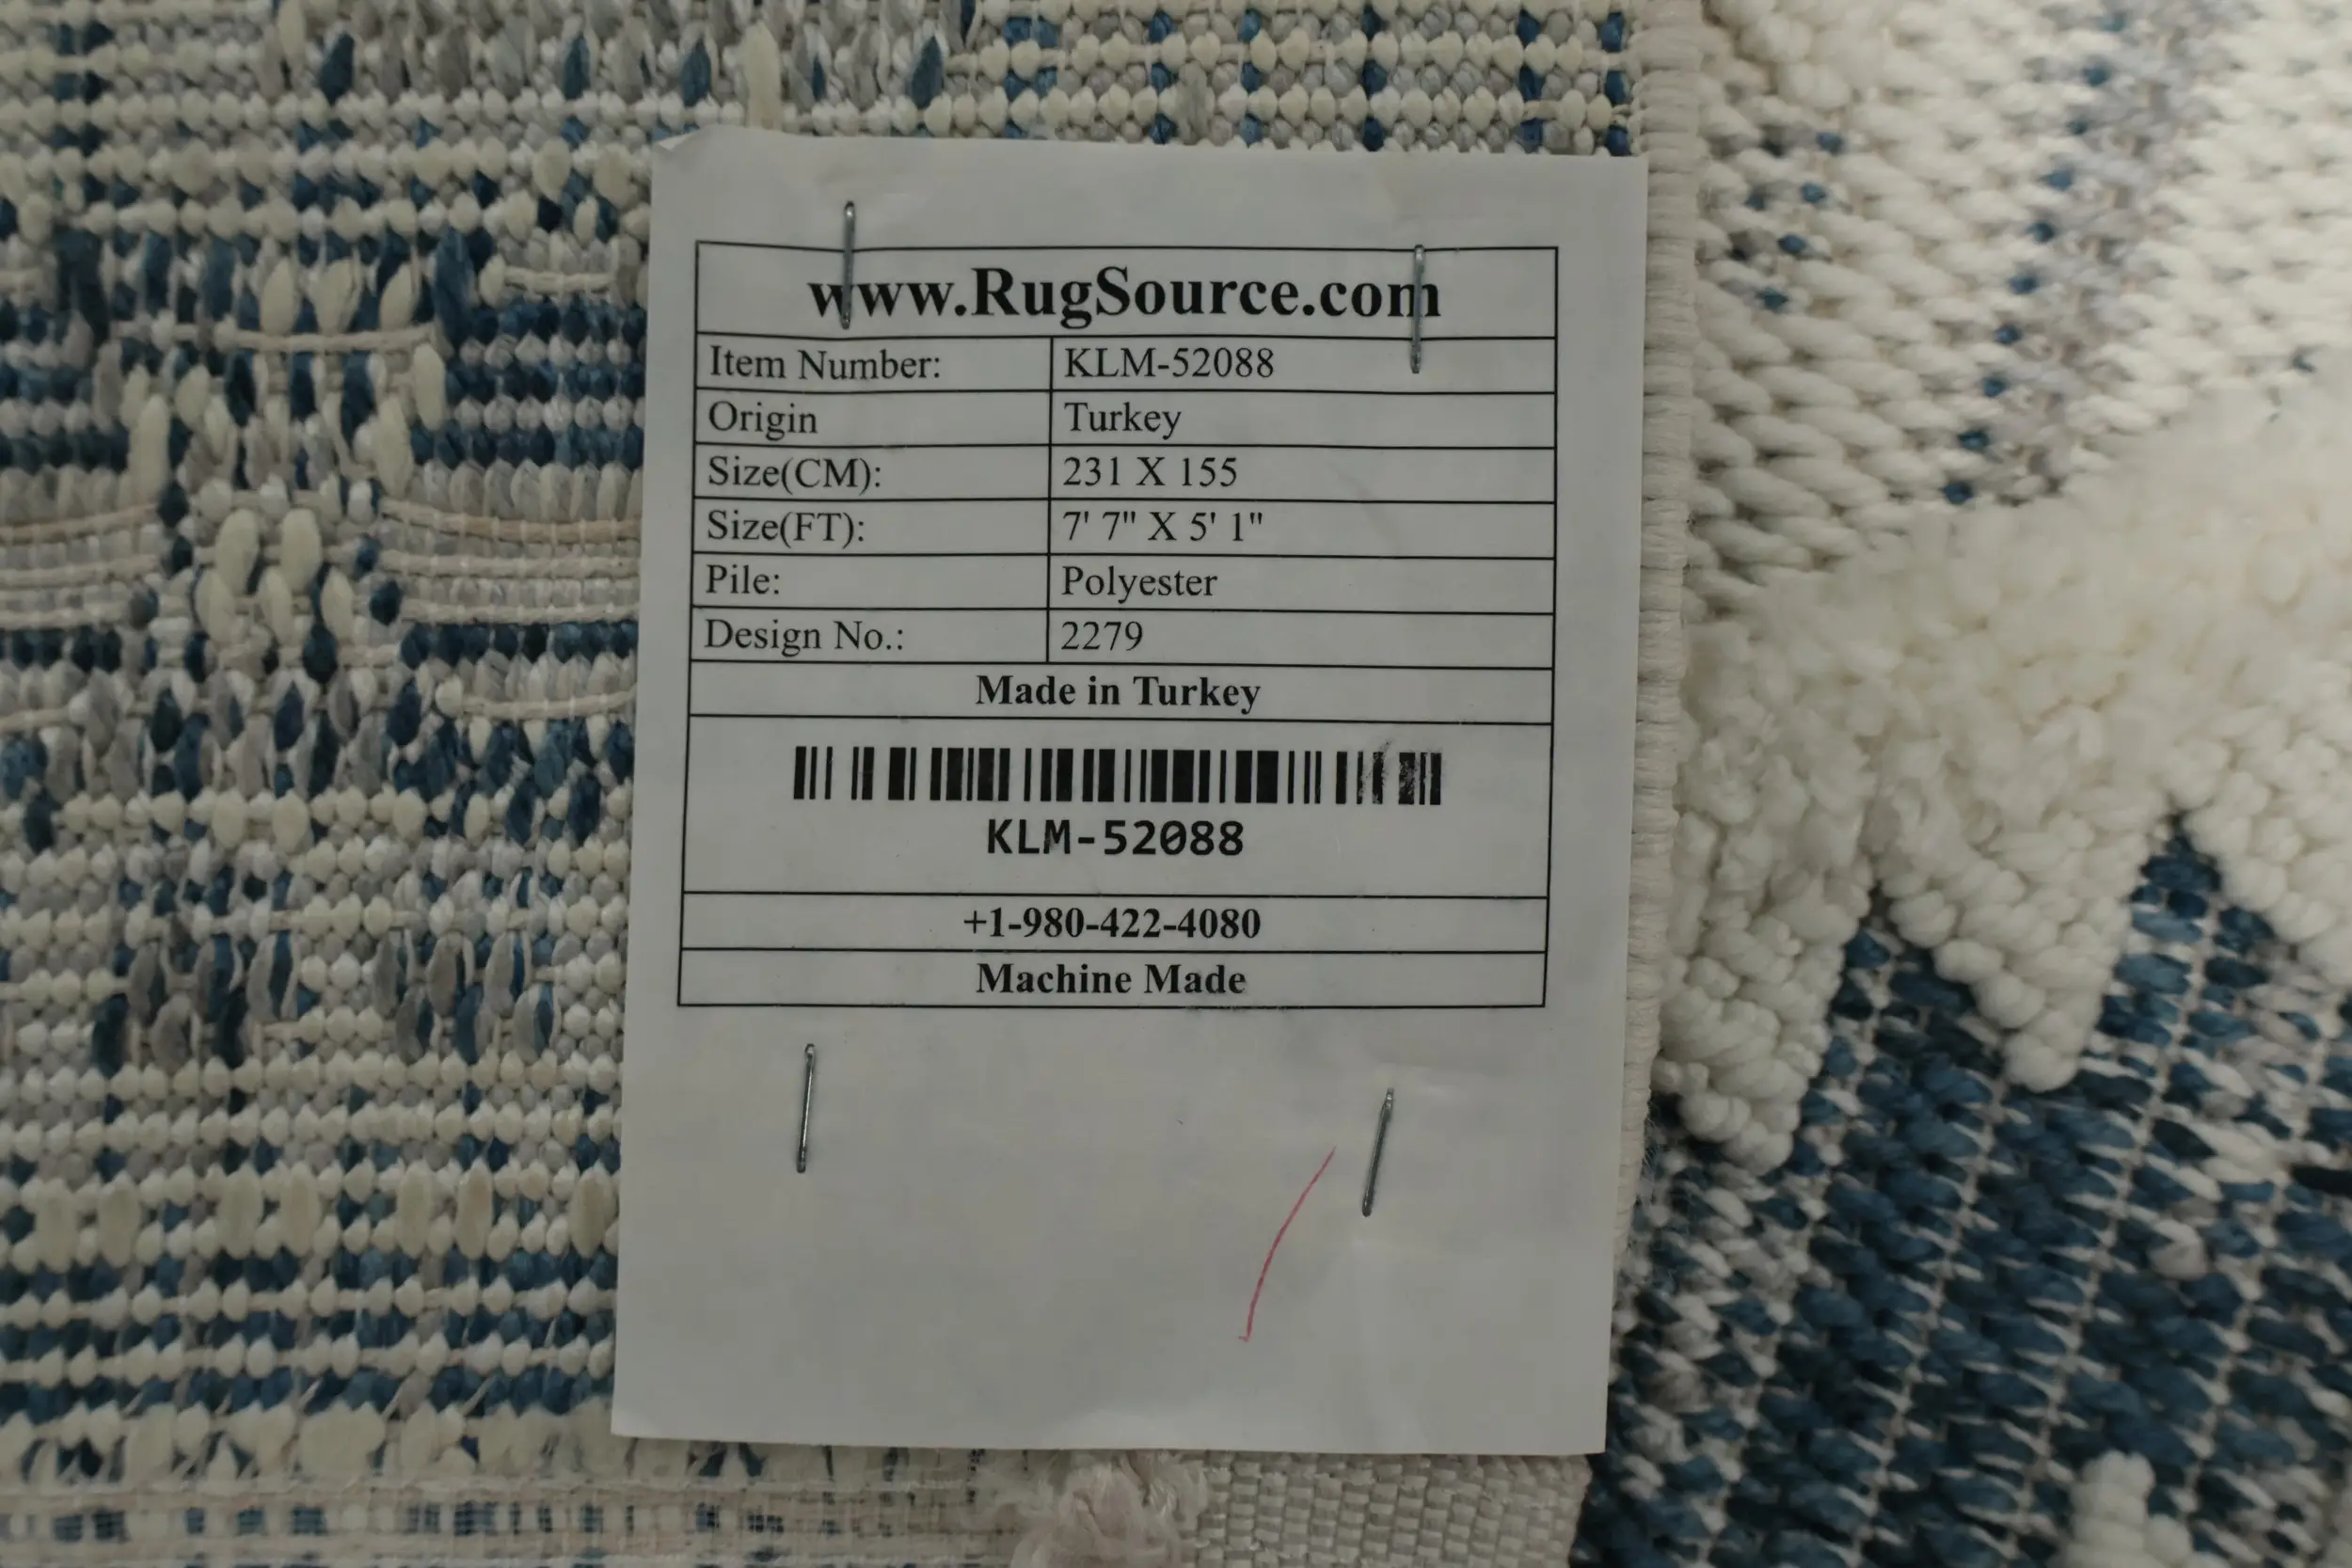 www.RugSource.com
Item Number: KLM-52088
Origin Turkey
Size(CM): 231 X 155
Size(FT): 7' 7" X 5' 1"
Pile: Polyester
Design No.: 2279
Made in Turkey
KLM-52088
+1-980-422-4080
Machine Made